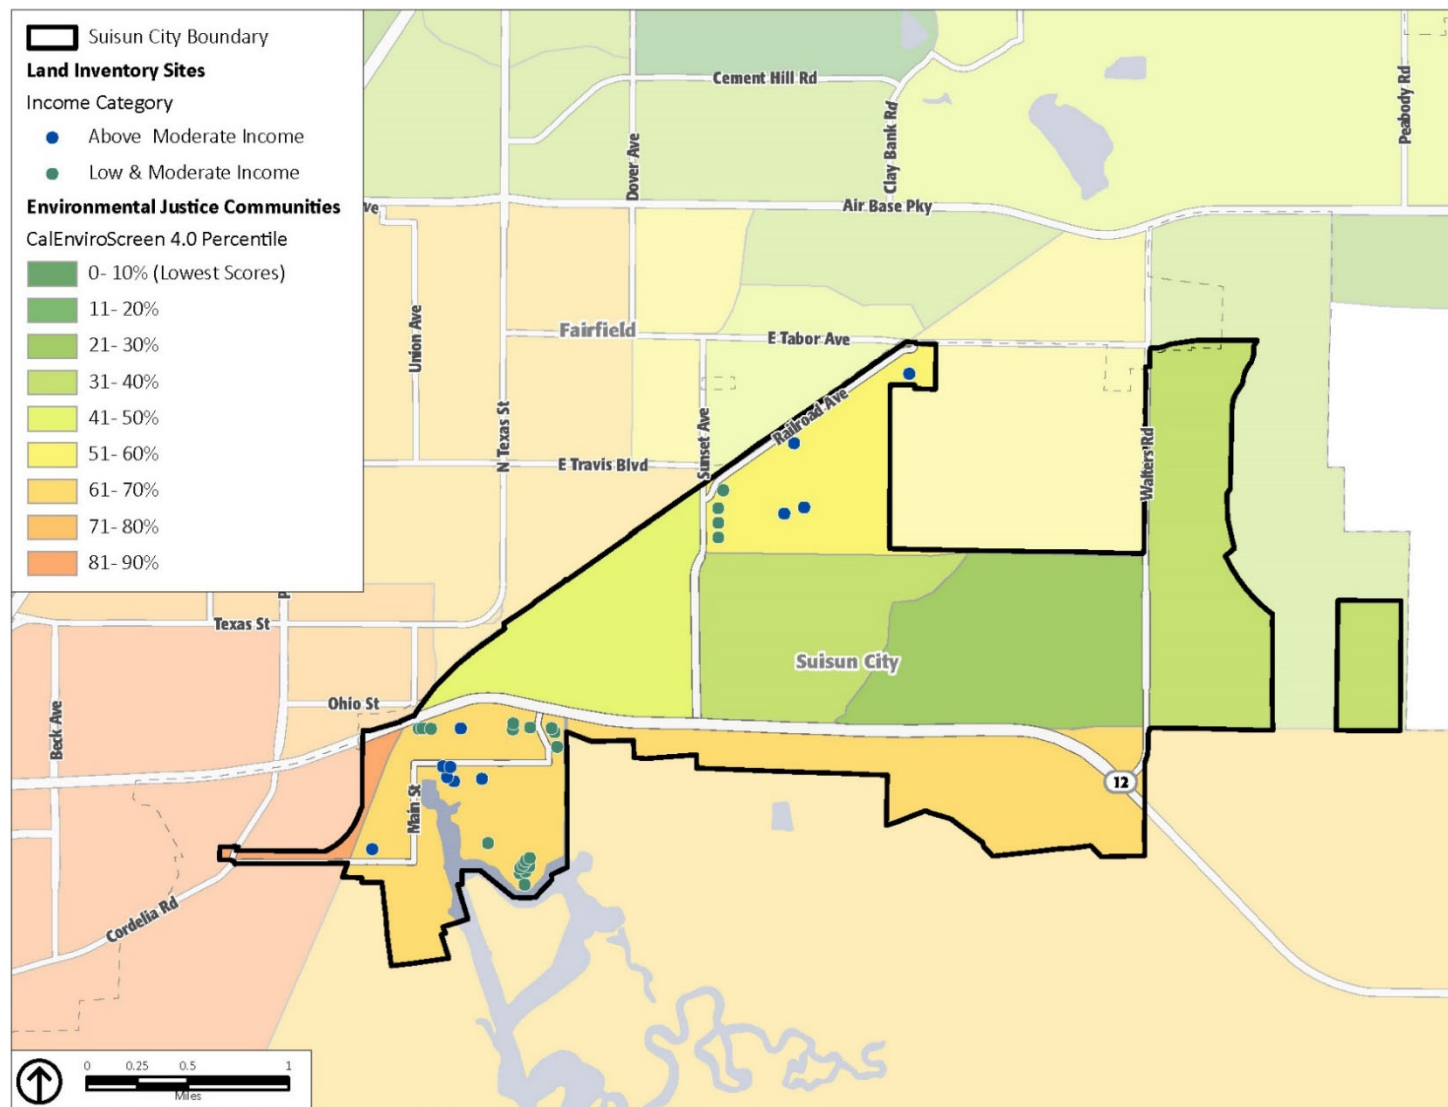 Suisun City Boundary
Land Inventory Sites
Income Category
Above Moderate Income
Low & Moderate Income
Environmental Justice Communities
CalEnviroScreen 4.0 Percentile
0- 10% (Lowest Scores)
11- 20%
21- 30%
31- 40%
41- 50%
51- 60%
61- 70%
71- 80%
81- 90%
Cement Hill Rd
Peabody Rd
Dover Ave
Clay Bank Rd
ve
Air Base Pky
Fairfield
E Tabor Ave
Union Ave
N Texas St
Railroad Ave
Sunset Ave
E Travis Blvd
Walters Rd
Texas St
Suisun City
Ohio St
Beck Ave
12
Main St
Cordelia Rd
0 0.25 0.5 1
Miles